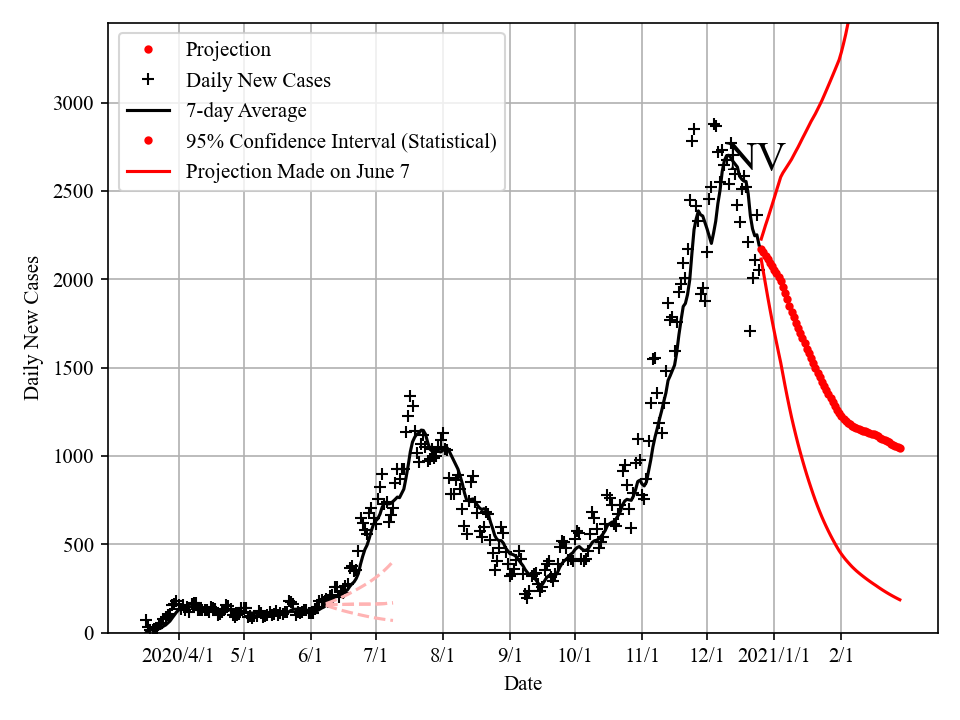 Projection
Daily New Cases
7-day Average
95% Confidence Interval (Statistical)
Projection Made on June 7
NV
3000
2500
2000
1500
1000
500
0
Daily New Cases
2020/4/1 5/1 6/1 7/1 8/1 9/1 10/1 11/1 12/1 2021/1/1 2/1
Date